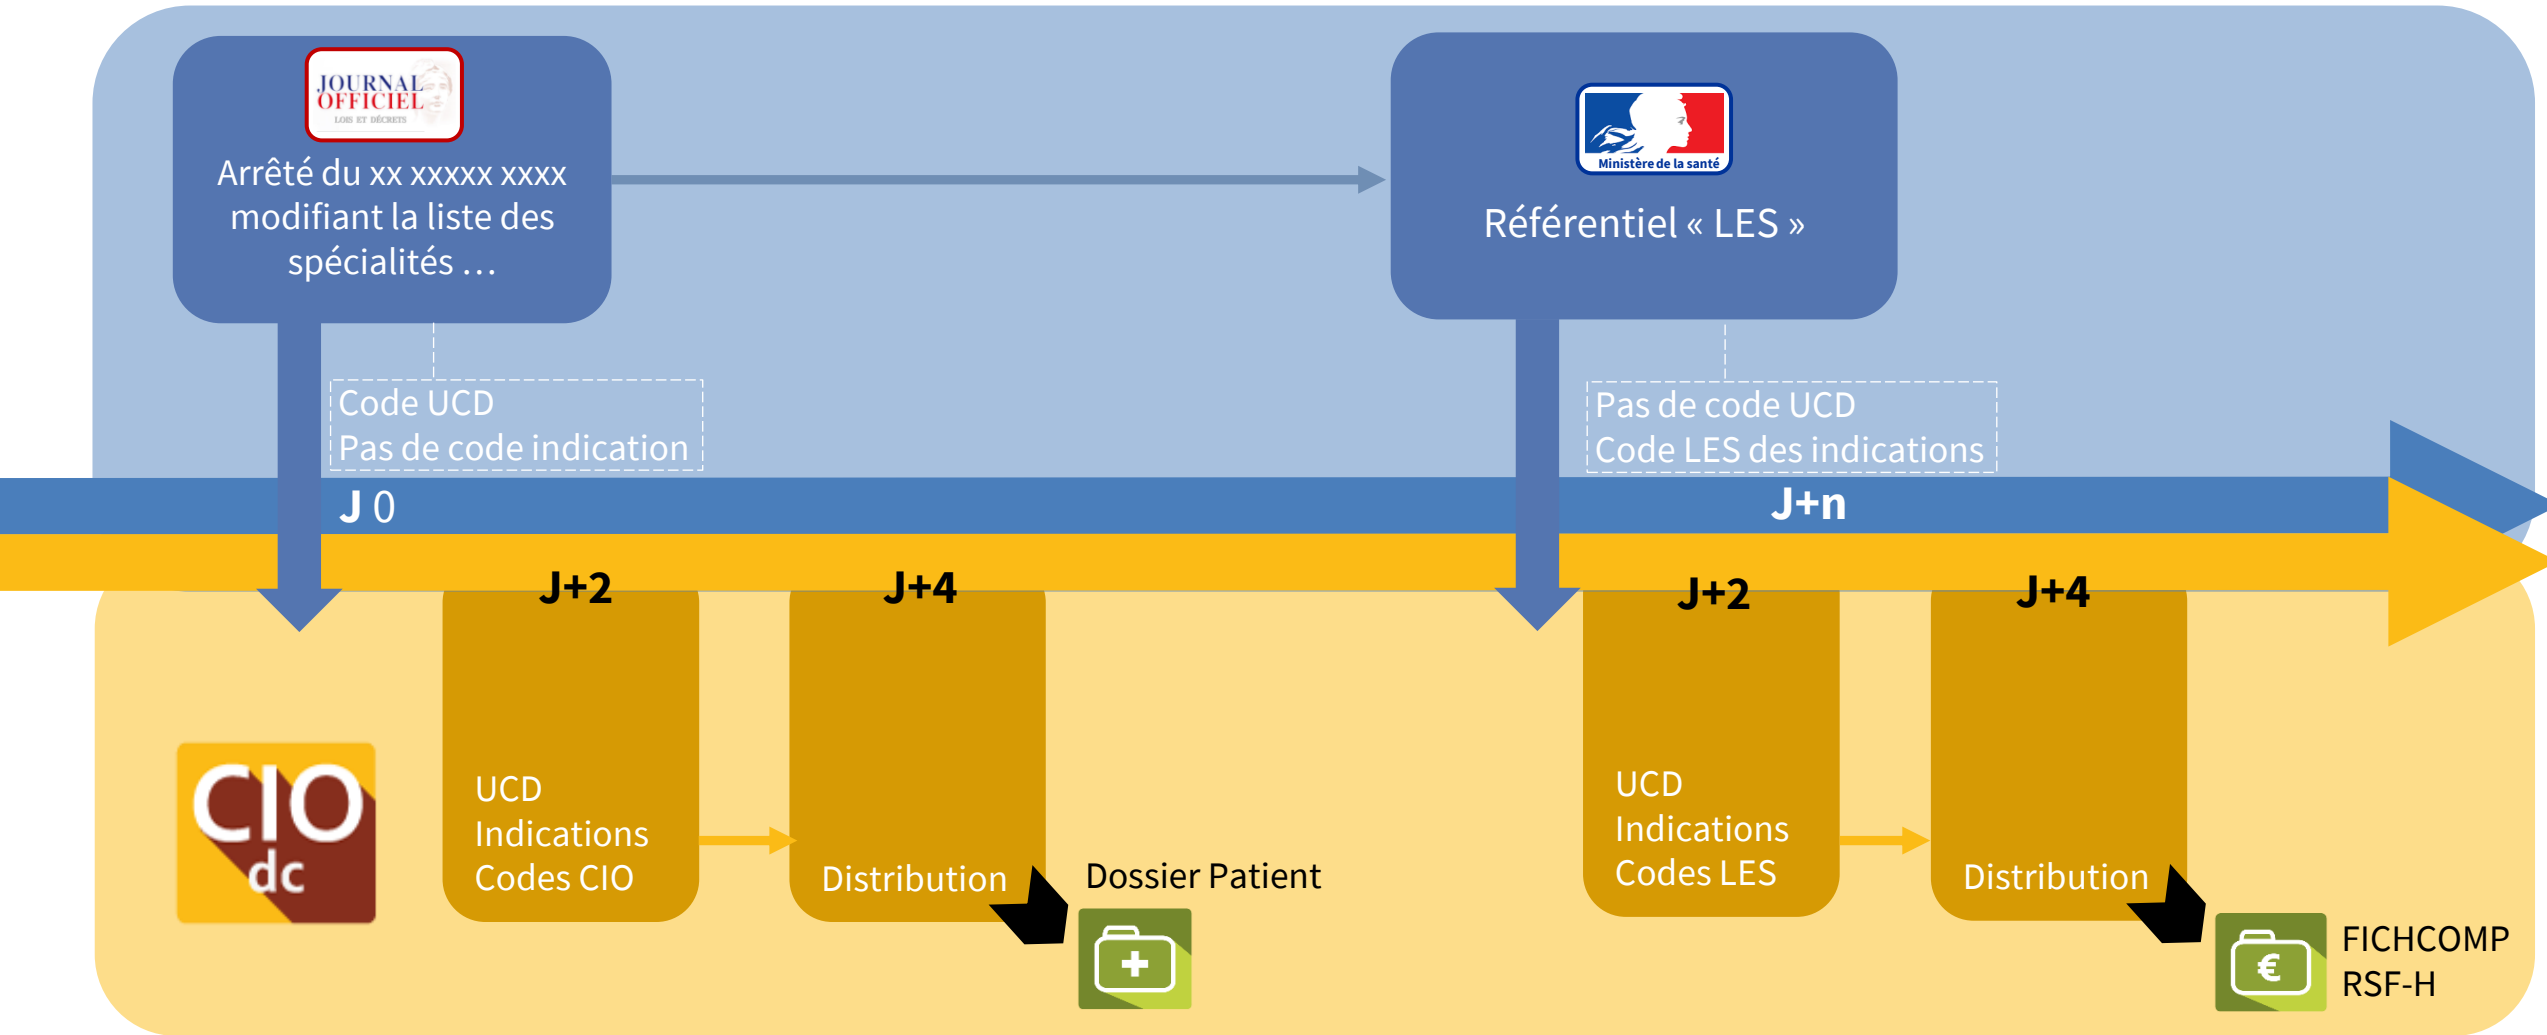 JOURNAL
OFFICIEL
LOIS ET DÉCRETS
Arrêté du xx xxxxx xxxx
modifiant la liste des
spécialités …
Ministère de la santé
Référentiel « LES »
Code UCD
Pas de code indication
Pas de code UCD
Code LES des indications
J 0
J+n
J+2
J+4
J+2
J+4
CIO
dc
UCD
Indications
Codes CIO
Distribution
Dossier Patient
UCD
Indications
Codes LES
Distribution
€
FICHCOMP
RSF-H